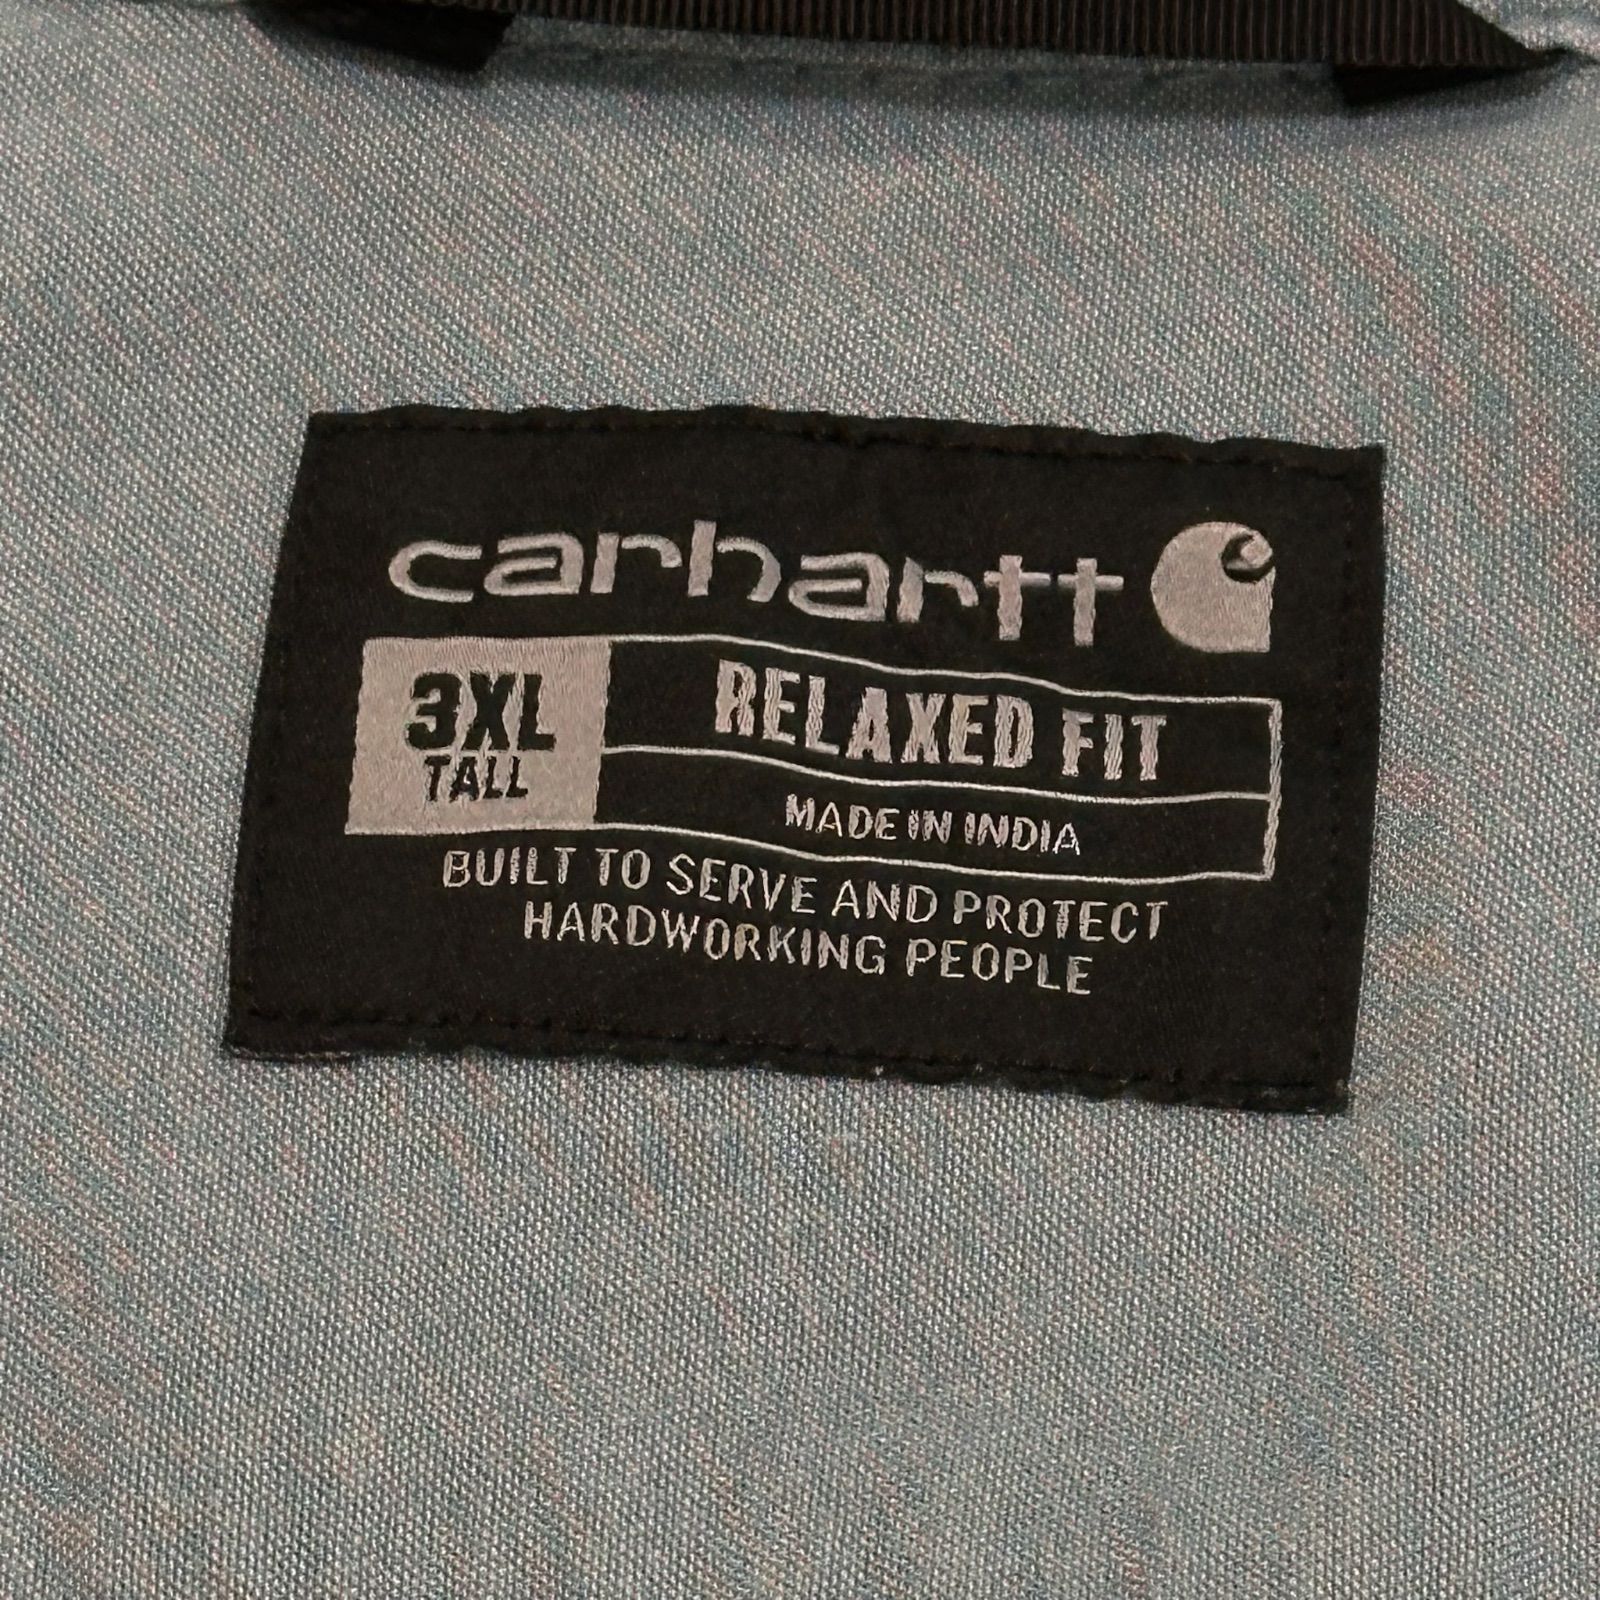 carhartt
3XL
TALL
RELAXED FIT
MADE IN INDIA
BUILT TO SERVE AND PROTECT
HARDWORKING PEOPLE